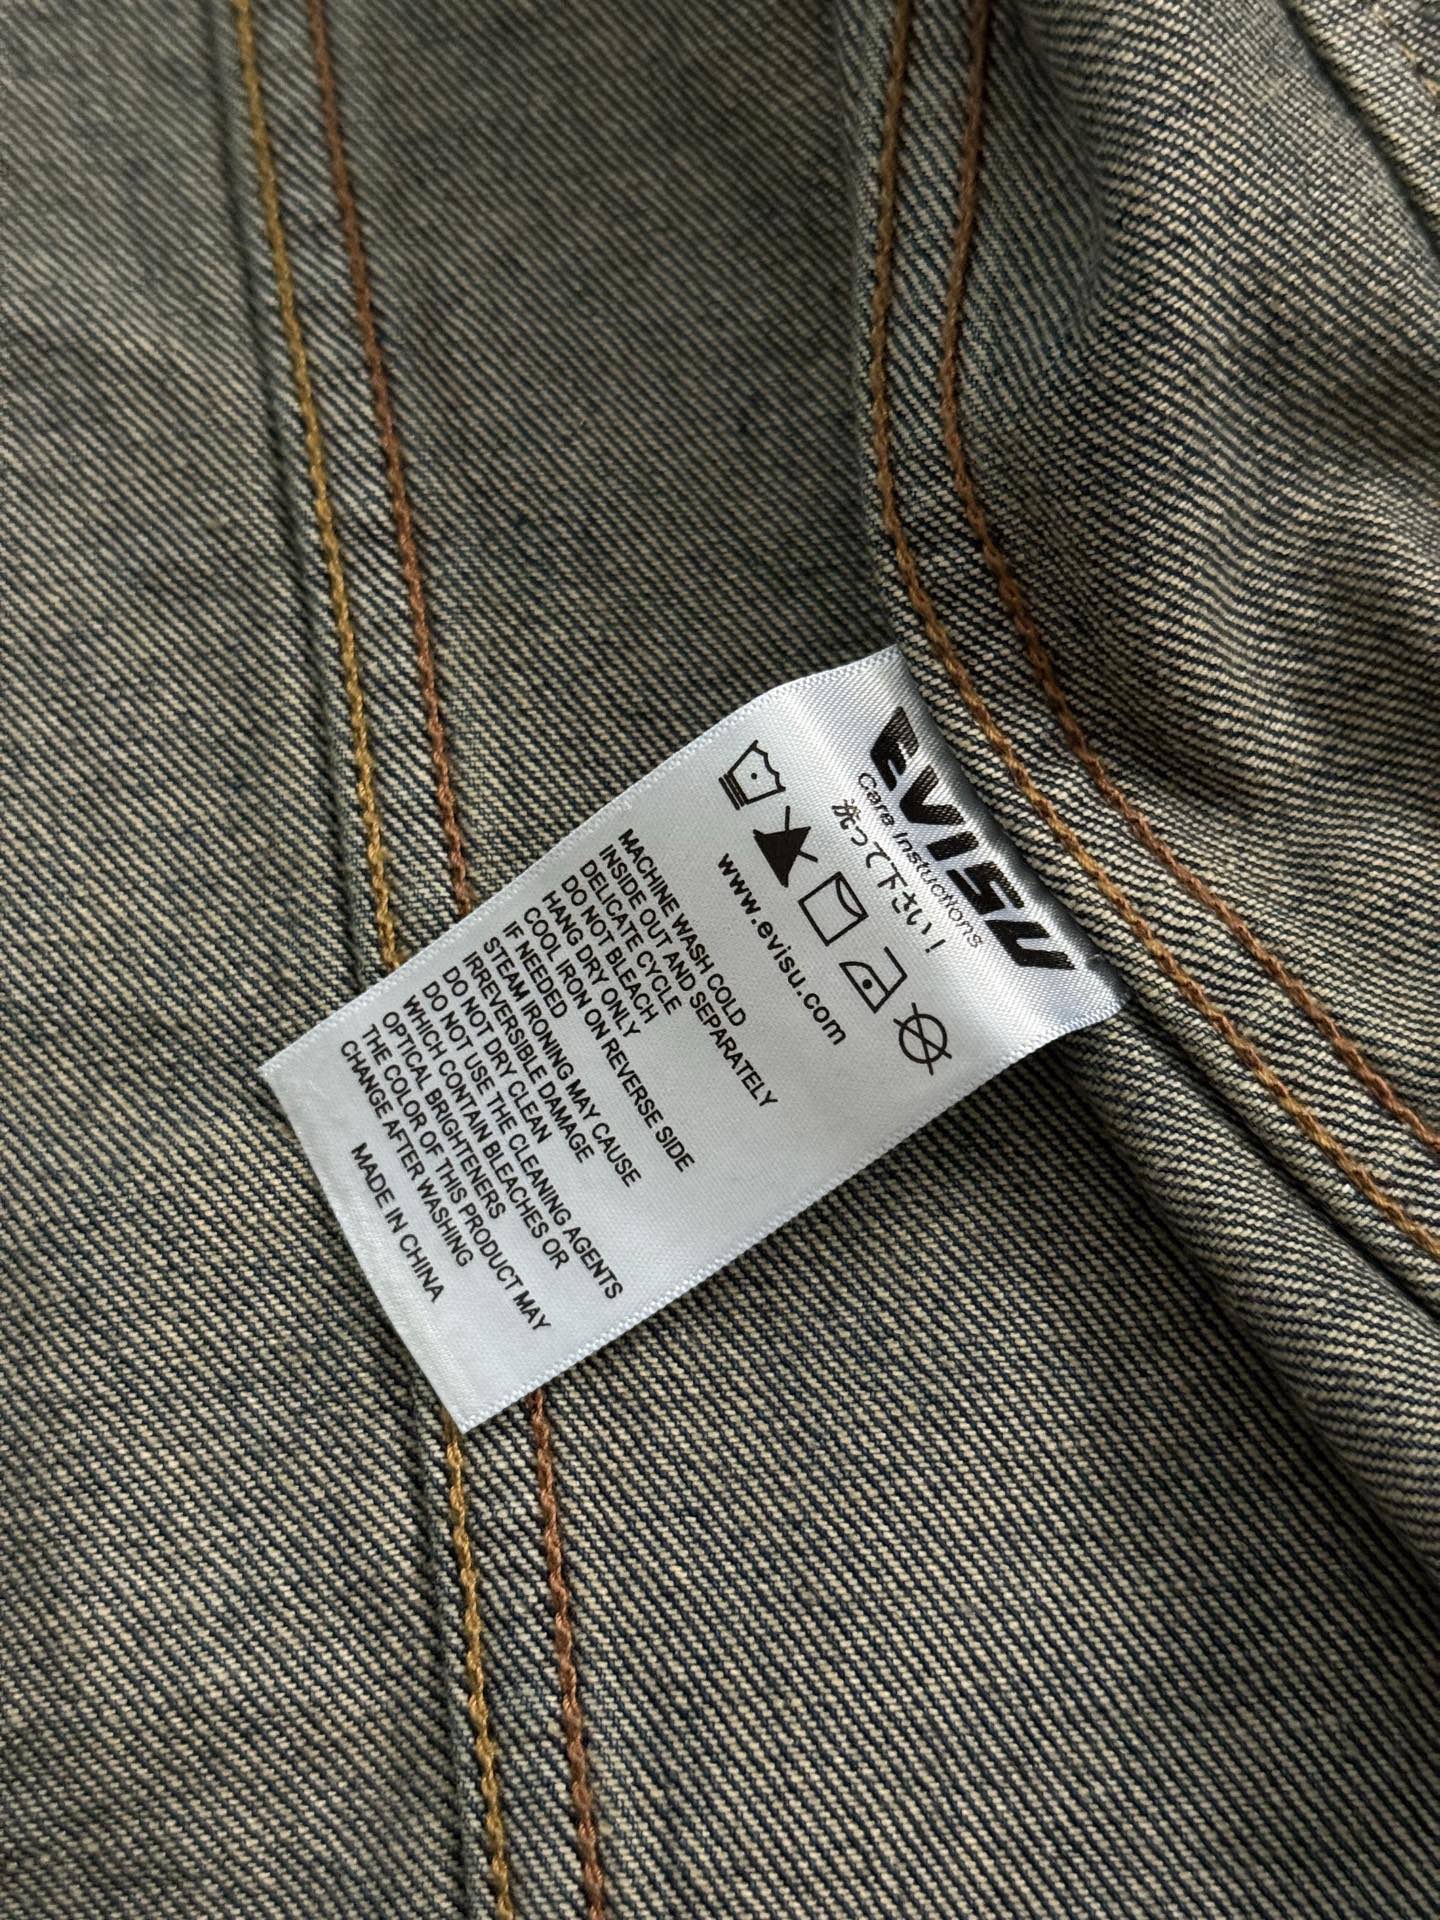 EVISU
Care Instuctions
洗って下さい!
www.evisu.com
MACHINE WASH COLD
INSIDE OUT AND SEPARATELY
DELICATE CYCLE
DO NOT BLEACH
HANG DRY ONLY
COOL IRON ON REVERSE SIDE
IF NEEDED
STEAM IRONING MAY CAUSE
IRREVERSIBLE DAMAGE
DO NOT DRY CLEAN
DO NOT USE THE CLEANING AGENTS
WHICH CONTAIN BLEACHES OR
OPTICAL BRIGHTENERS
THE COLOR OF THIS PRODUCT MAY
CHANGE AFTER WASHING
MADE IN CHINA